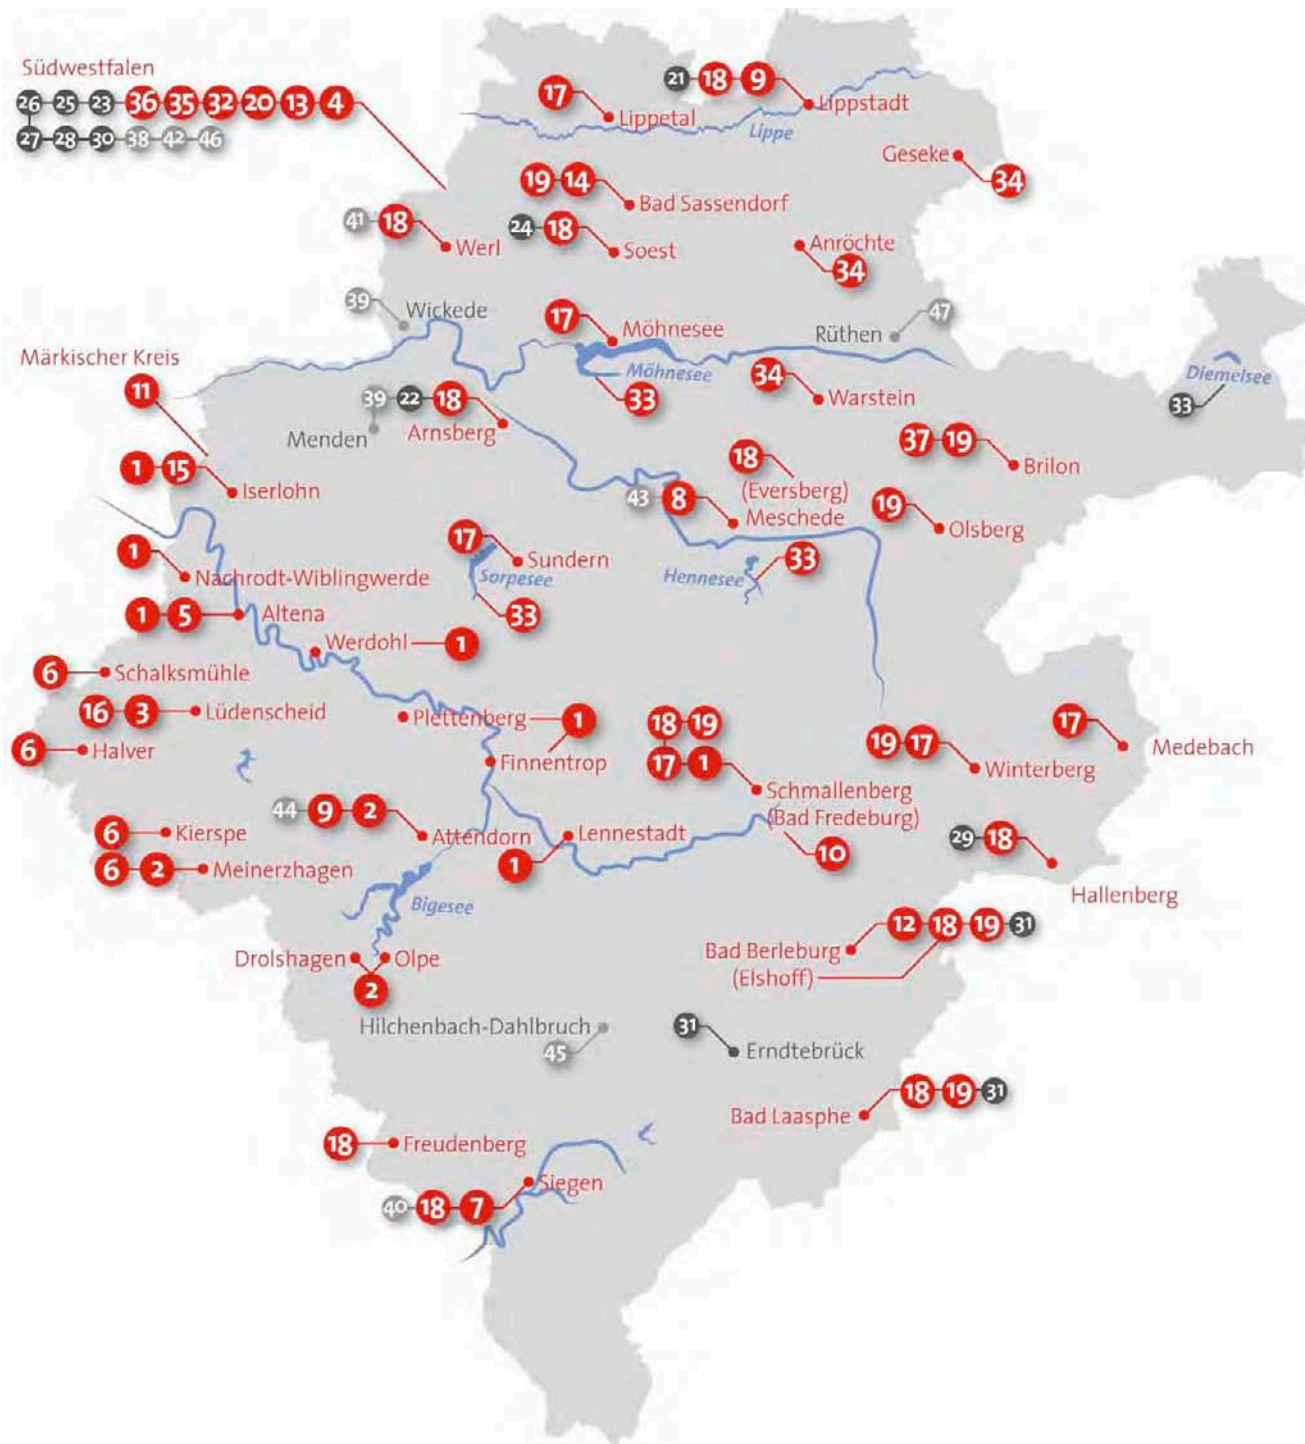 Südwestfalen
26 25 23 36 35 32 20 13 4
27 28 30 38 42 46
17
Lippetal
21 18 9
Lippstadt
Lippe
Geseke
34
19 14
Bad Sassendorf
41 18
Werl
24 18
Soest
Anröchte
34
39
Wickede
17
Möhnesee
Möhnesee
33
Rüthen
47
Diemelsee
33
Märkischer Kreis
11
34
Warstein
39 22 18
Menden
Arnsberg
37 19
Brilon
1 15
Iserlohn
18
(Eversberg)
43 8
Meschede
19
Olsberg
1
Nachrodt-Wiblingwerde
17
Sundern
Sorpesee
33
Hennesee
33
1 5
Altena
Werdohl
1
6
Schalksmühle
16 3
Lüdenscheid
Plettenberg
1
Finnentrop
6
Halver
18 19
17 1
Schmallenberg
(Bad Fredeburg)
10
19 17
Winterberg
17
Medebach
44 9 2
Attendorn
6
Kierspe
6 2
Meinerzhagen
Lennestadt
1
29 18
Hallenberg
Bigesee
Drolshagen
Olpe
2
Bad Berleburg
(Elshoff)
12 18 19 31
Hilchenbach-Dahlbruch
45
31
Erndtebrück
18 19 31
Bad Laasphe
18
Freudenberg
Siegen
40 18 7